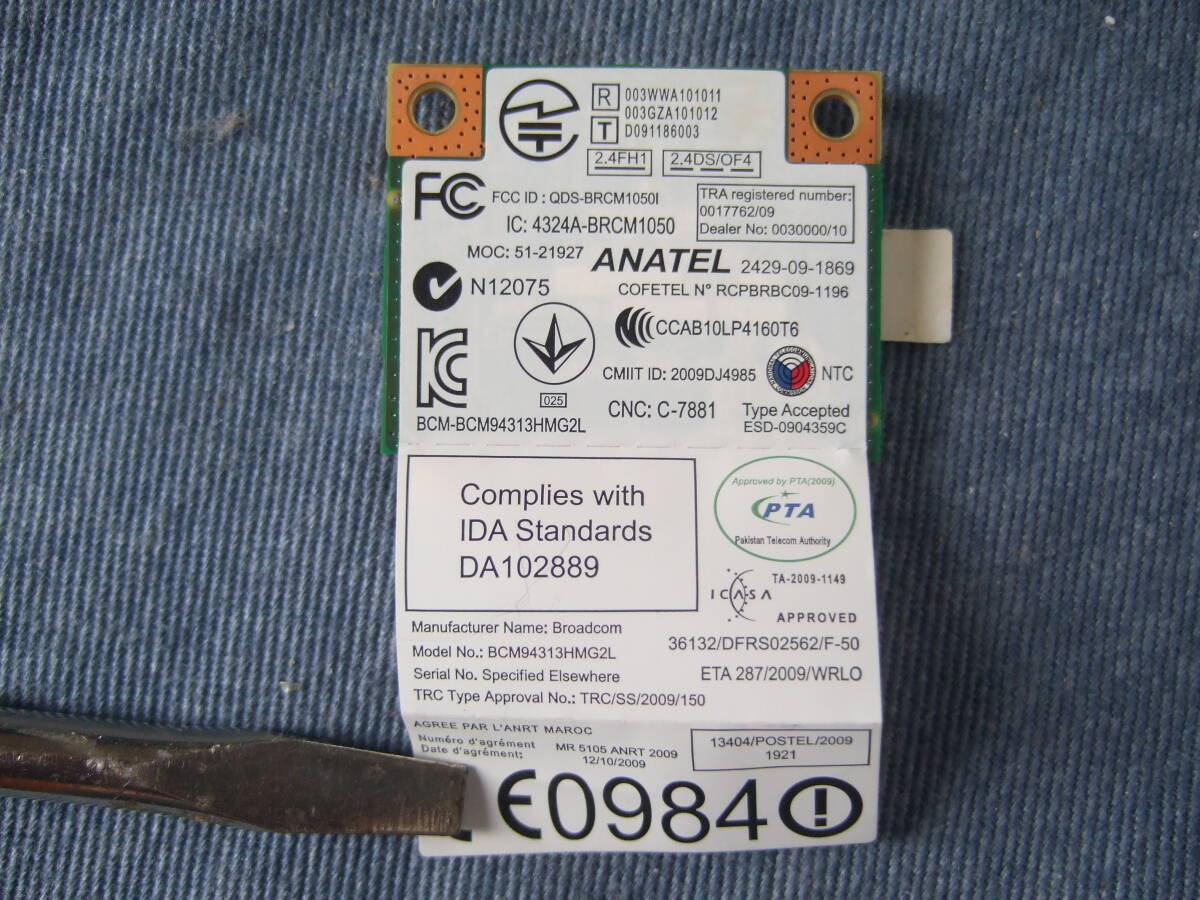 R 003WWA101011
003GZA101012
T D091186003
2.4FH1 2.4DS/OF4
FC FCC ID : QDS-BRCM1050I
IC: 4324A-BRCM1050
TRA registered number:
0017762/09
Dealer No: 0030000/10
MOC: 51-21927
ANATEL 2429-09-1869
N12075
COFETEL N° RCPBRBC09-1196
CCAB10LP4160T6
CMIIT ID: 2009DJ4985
NTC
025
CNC: C-7881
Type Accepted
ESD-0904359C
BCM-BCM94313HMG2L
Complies with
IDA Standards
DA102889
Approved by PTA(2009)
PTA
Pakistan Telecom Authority
ICASA
TA-2009-1149
APPROVED
Manufacturer Name: Broadcom
36132/DFRS02562/F-50
Model No.: BCM94313HMG2L
Serial No. Specified Elsewhere
ETA 287/2009/WRLO
TRC Type Approval No.: TRC/SS/2009/150
AGREE PAR L'ANRT MAROC
Numéro d'agrément MR 5105 ANRT 2009
Date d'agrément: 12/10/2009
13404/POSTEL/2009
1921
CE0984